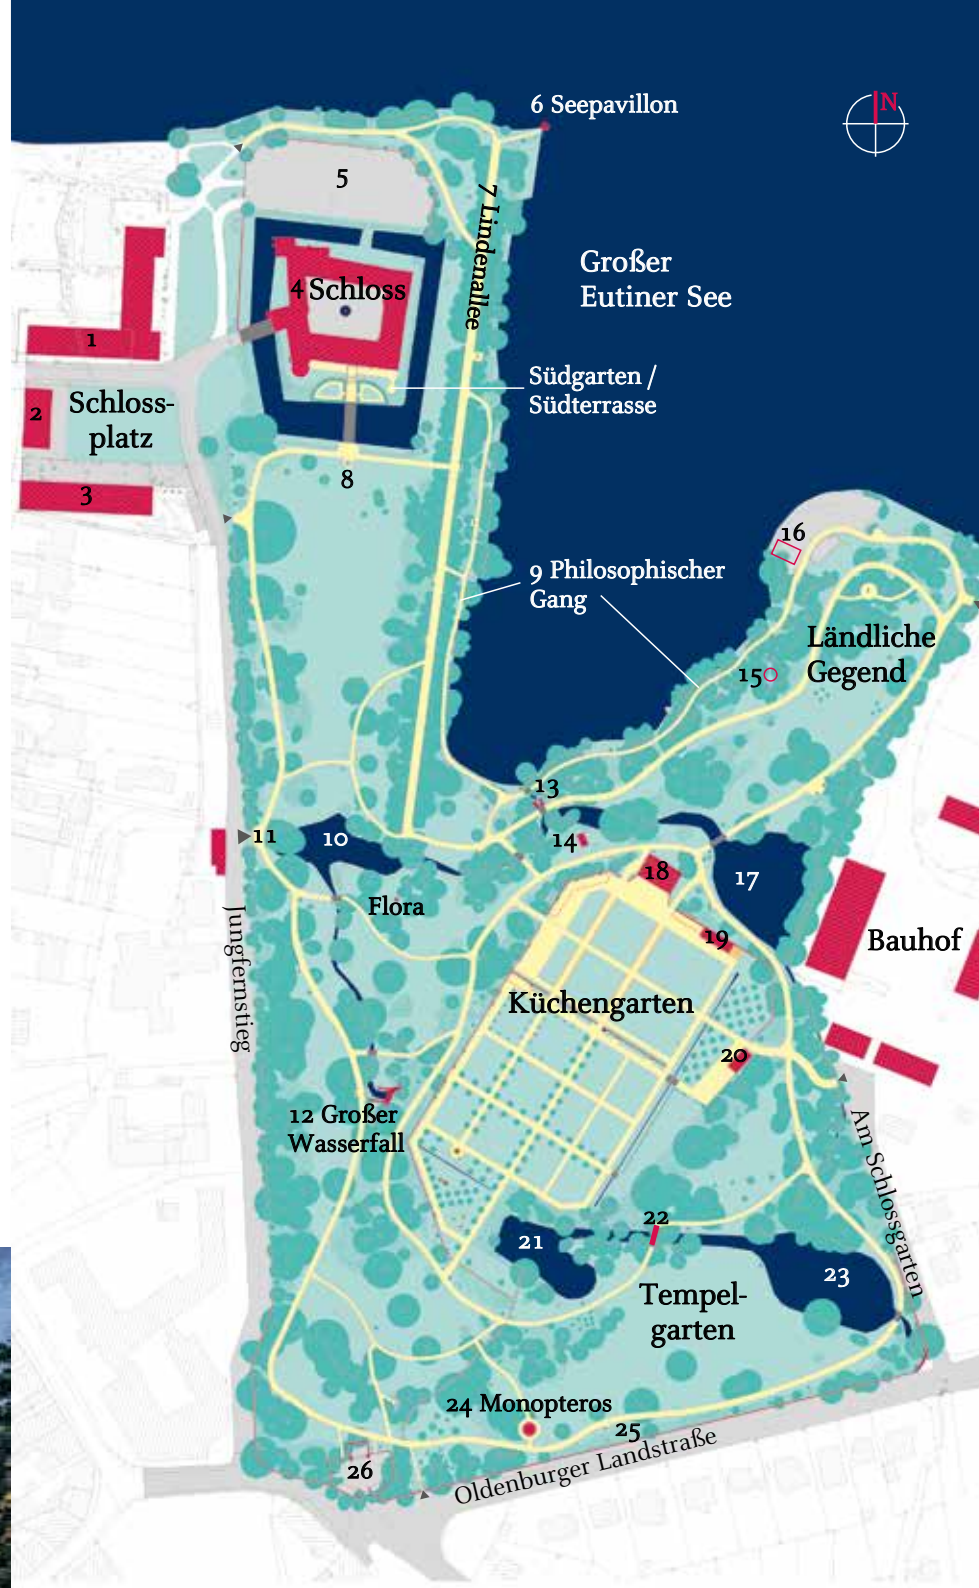 6 Seepavillon
N
5
7 Lindenallee
Großer
Eutiner See
4 Schloss
1
Südgarten /
Südterrasse
2
Schloss-
platz
8
3
16
9 Philosophischer
Gang
Ländliche
Gegend
15
13
11
10
14
18
17
Flora
19
Bauhof
Jungfernstieg
Küchengarten
20
12 Großer
Wasserfall
Am Schlossgarten
22
21
23
Tempel-
garten
24 Monopteros
25
Oldenburger Landstraße
26